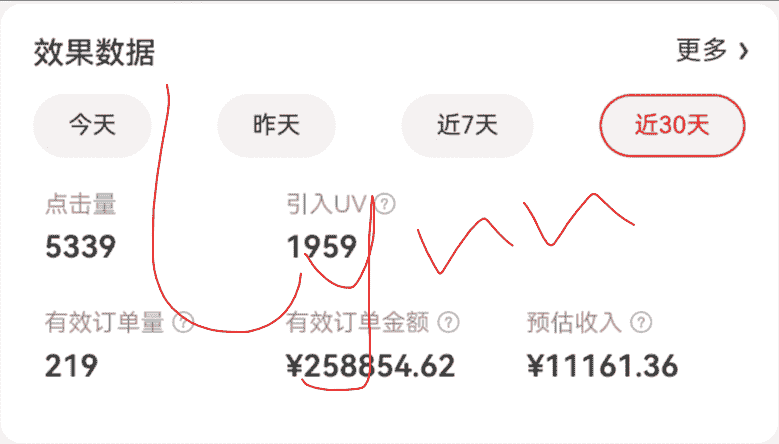 效果数据 更多 >
今天 昨天 近7天 近30天
点击量 引入UV ?
5339 1959
有效订单量 ? 有效订单金额 ? 预估收入 ?
219 ¥258854.62 ¥11161.36
Lynn